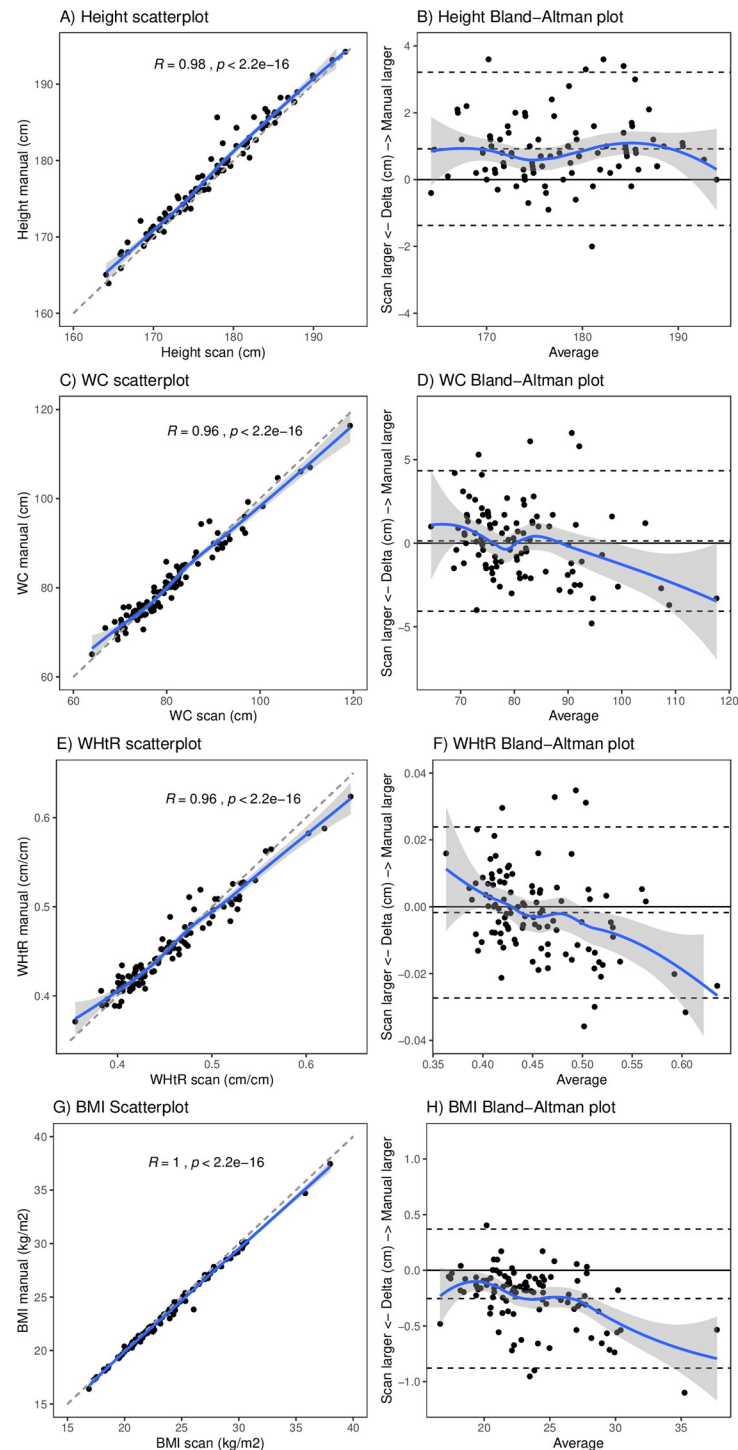 A) Height scatterplot
R = 0.98 , p < 2.2e−16
Height manual (cm)
190
180
170
160
160 170 180 190
Height scan (cm)
B) Height Bland−Altman plot
Scan larger <− Delta (cm) −> Manual larger
4
2
0
−2
−4
170 180 190
Average
C) WC scatterplot
R = 0.96 , p < 2.2e−16
WC manual (cm)
120
100
80
60
60 80 100 120
WC scan (cm)
D) WC Bland−Altman plot
Scan larger <− Delta (cm) −> Manual larger
5
0
−5
70 80 90 100 110 120
Average
E) WHtR scatterplot
R = 0.96 , p < 2.2e−16
WHtR manual (cm/cm)
0.6
0.5
0.4
0.4 0.5 0.6
WHtR scan (cm/cm)
F) WHtR Bland−Altman plot
Scan larger <− Delta (cm) −> Manual larger
0.04
0.02
0.00
−0.02
−0.04
0.35 0.40 0.45 0.50 0.55 0.60
Average
G) BMI Scatterplot
R = 1 , p < 2.2e−16
BMI manual (kg/m2)
40
35
30
25
20
15
15 20 25 30 35 40
BMI scan (kg/m2)
H) BMI Bland−Altman plot
Scan larger <− Delta (cm) −> Manual larger
1.0
0.5
0.0
−0.5
−1.0
20 25 30 35
Average